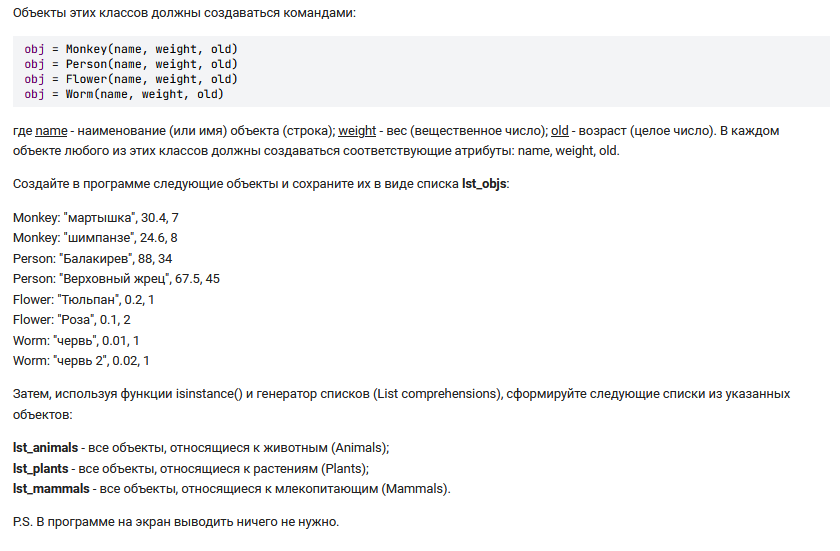 Объекты этих классов должны создаваться командами:
obj = Monkey(name, weight, old)
obj = Person(name, weight, old)
obj = Flower(name, weight, old)
obj = Worm(name, weight, old)
где name - наименование (или имя) объекта (строка); weight - вес (вещественное число); old - возраст (целое число). В каждом
объекте любого из этих классов должны создаваться соответствующие атрибуты: name, weight, old.
Создайте в программе следующие объекты и сохраните их в виде списка lst_objs:
Monkey: "мартышка", 30.4, 7
Monkey: "шимпанзе", 24.6, 8
Person: "Балакирев", 88, 34
Person: "Верховный жрец", 67.5, 45
Flower: "Тюльпан", 0.2, 1
Flower: "Роза", 0.1, 2
Worm: "червь", 0.01, 1
Worm: "червь 2", 0.02, 1
Затем, используя функции isinstance() и генератор списков (List comprehensions), сформируйте следующие списки из указанных
объектов:
lst_animals - все объекты, относящиеся к животным (Animals);
lst_plants - все объекты, относящиеся к растениям (Plants);
lst_mammals - все объекты, относящиеся к млекопитающим (Mammals).
P.S. В программе на экран выводить ничего не нужно.